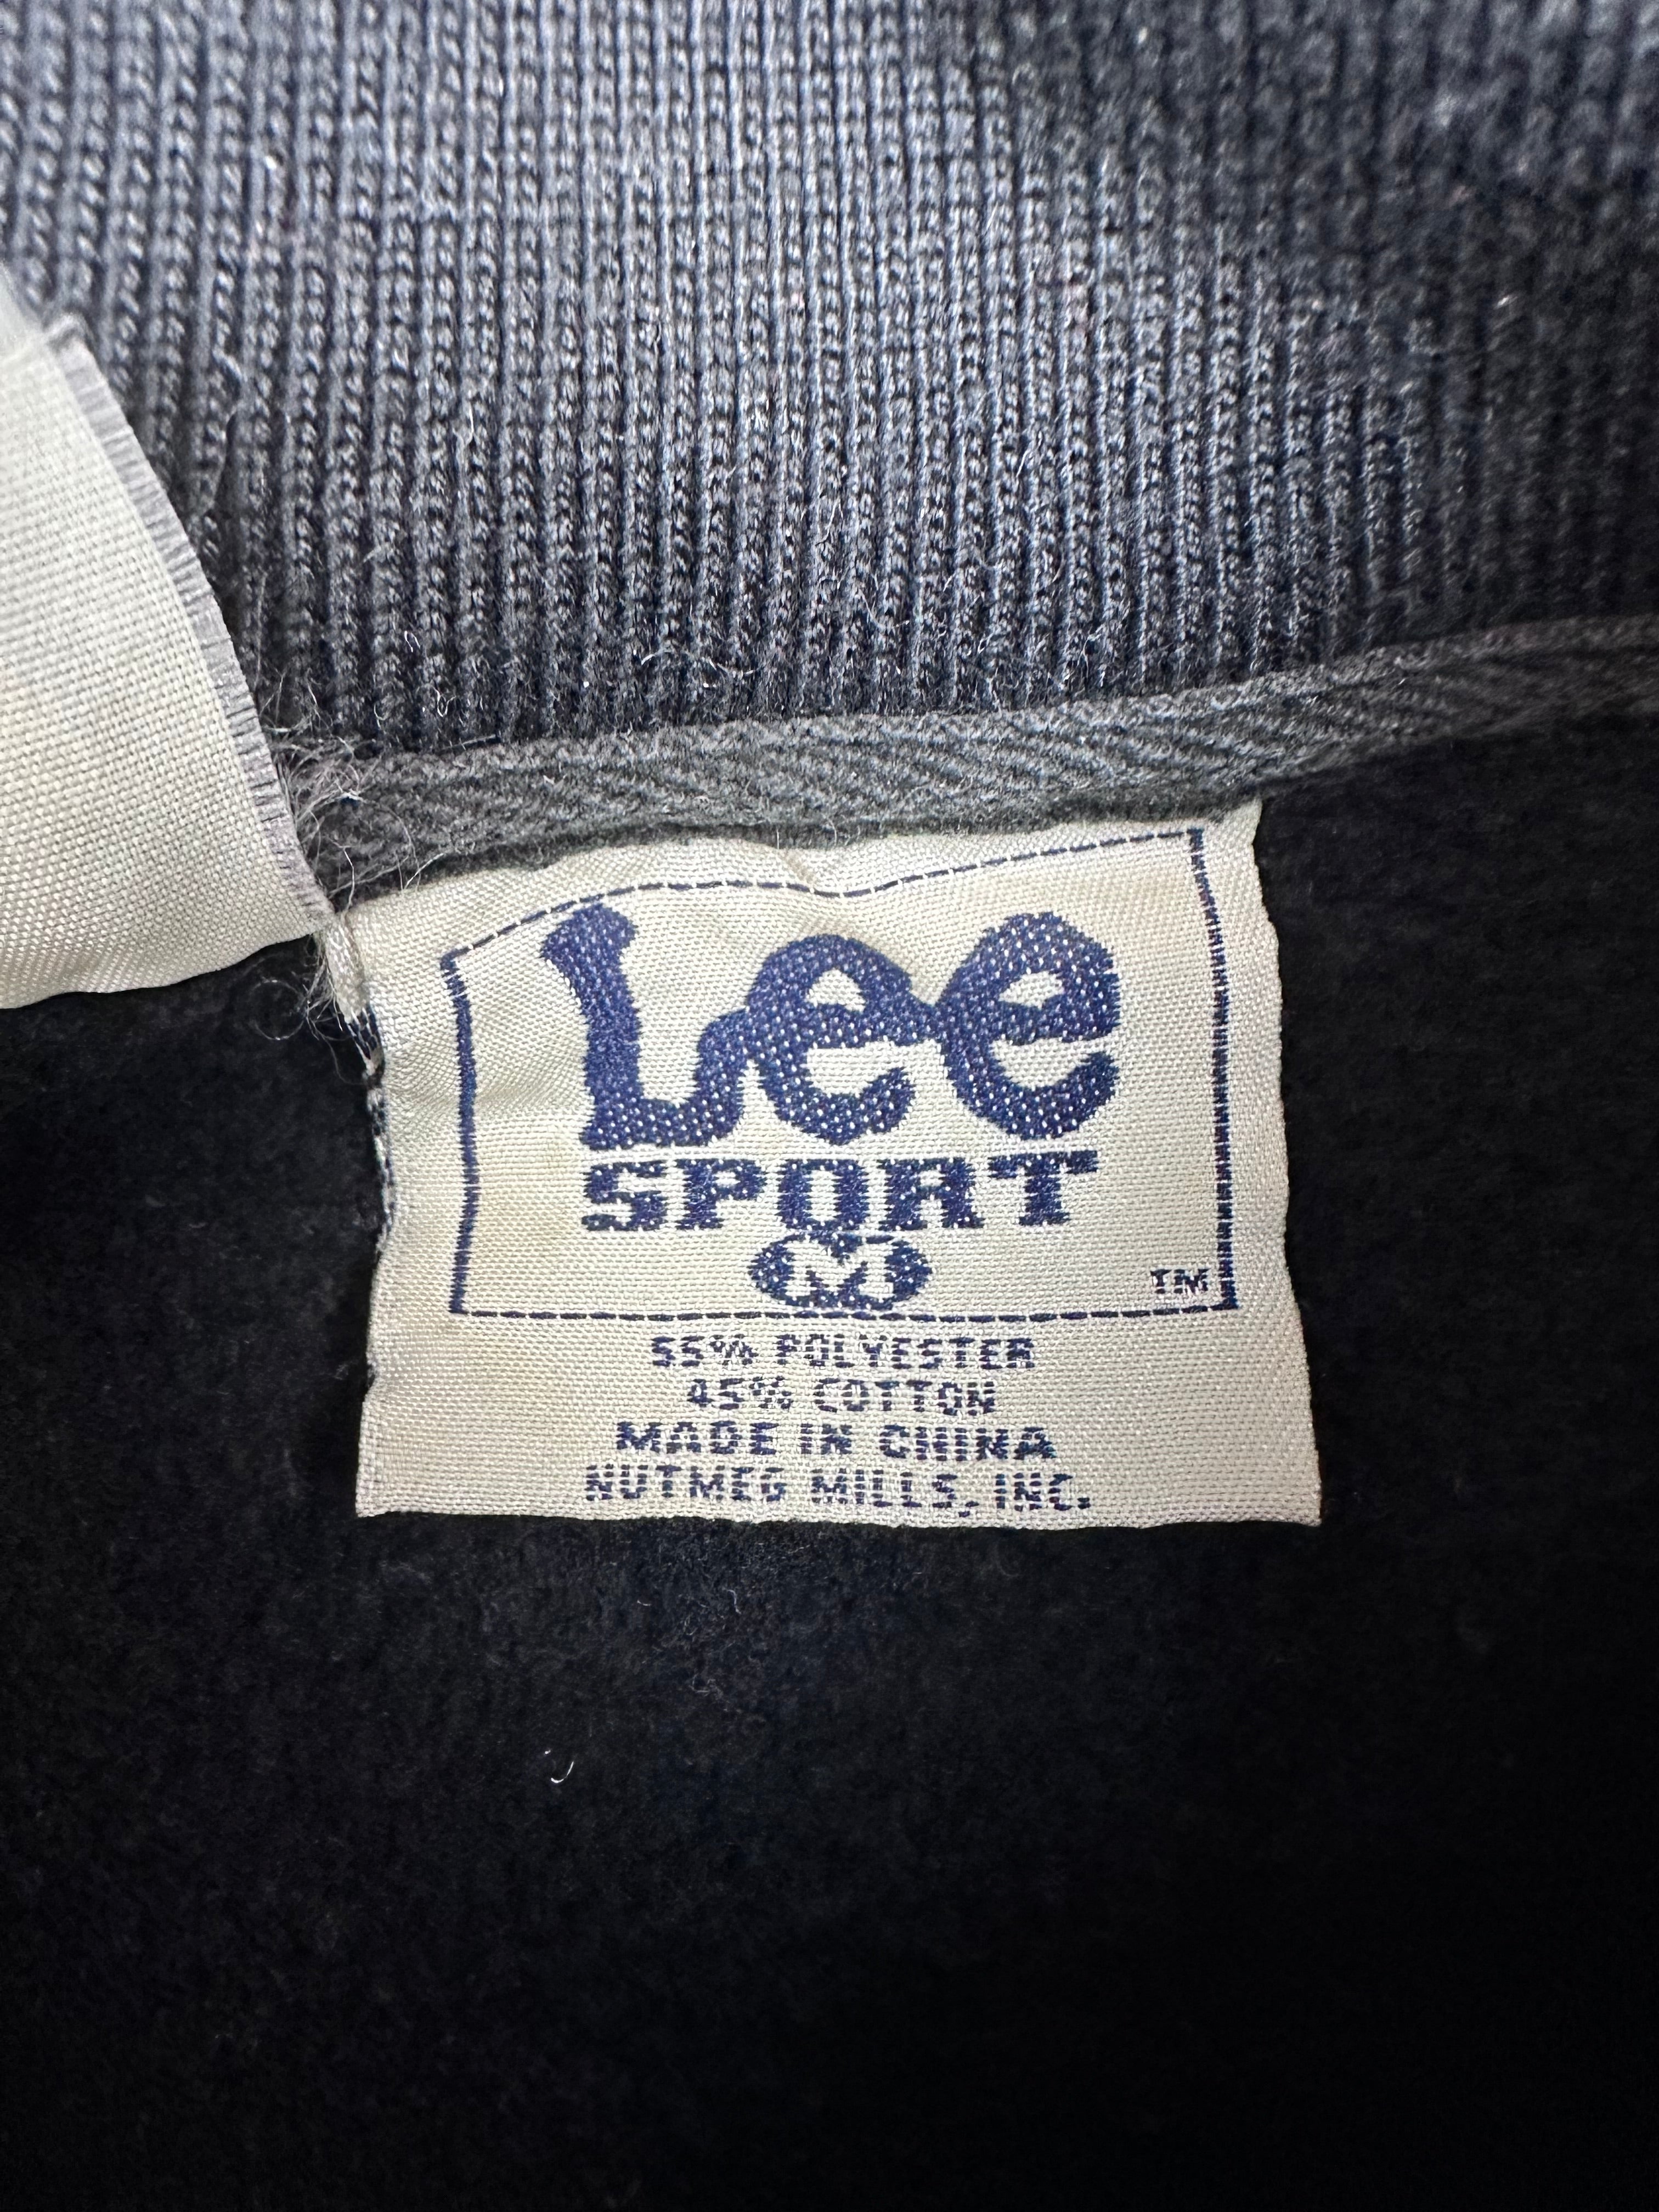 Lee
SPORT
M
TM
55% POLYESTER
45% COTTON
MADE IN CHINA
NUTMEG MILLS, INC.